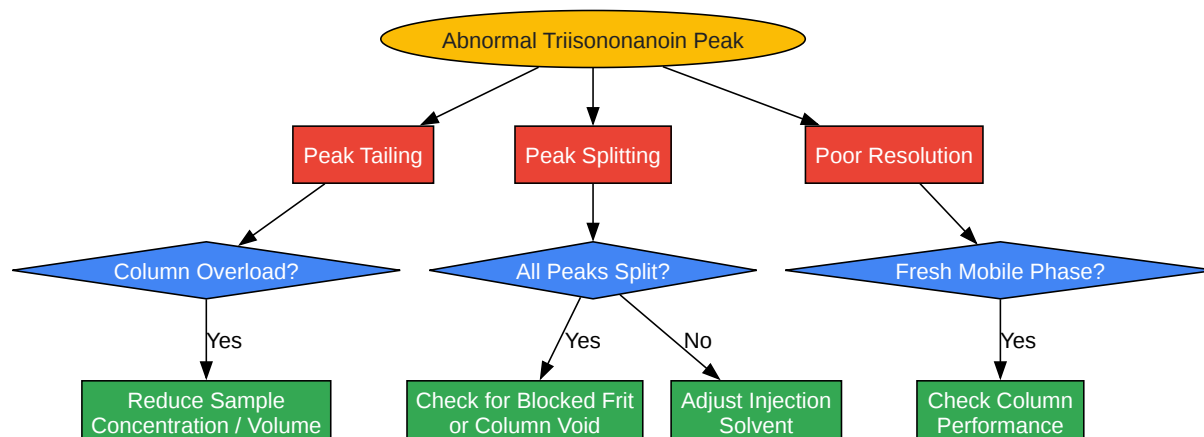 Abnormal Triisononanoin Peak
Peak Tailing
Peak Splitting
Poor Resolution
Column Overload?
All Peaks Split?
Fresh Mobile Phase?
Yes
Yes
No
Yes
Reduce Sample
Concentration / Volume
Check for Blocked Frit
or Column Void
Adjust Injection
Solvent
Check Column
Performance